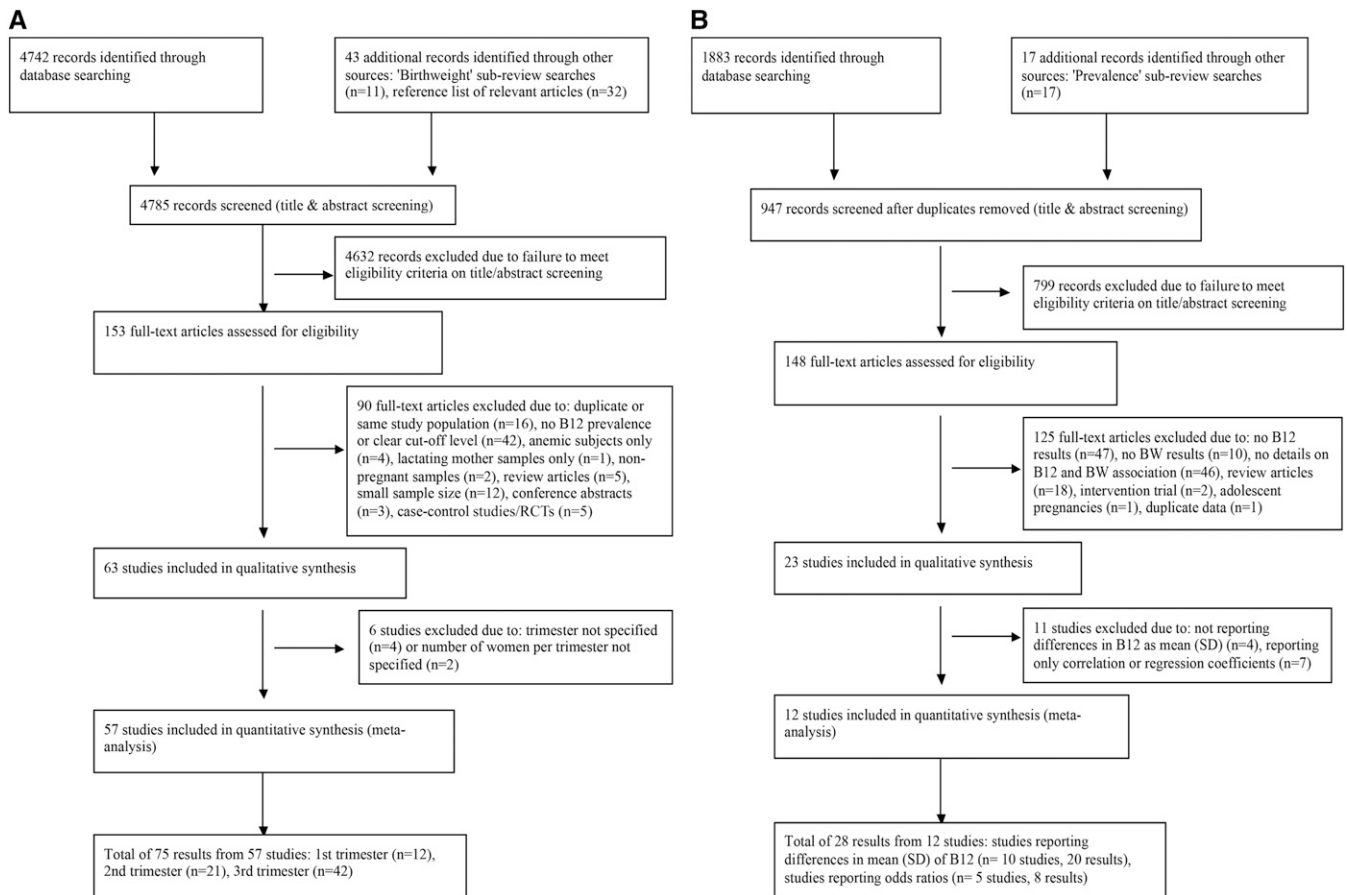 A
4742 records identified through
database searching
43 additional records identified through other
sources: 'Birthweight' sub-review searches
(n=11), reference list of relevant articles (n=32)
4785 records screened (title & abstract screening)
4632 records excluded due to failure to meet
eligibility criteria on title/abstract screening
153 full-text articles assessed for eligibility
90 full-text articles excluded due to: duplicate or
same study population (n=16), no B12 prevalence
or clear cut-off level (n=42), anemic subjects only
(n=4), lactating mother samples only (n=1), non-
pregnant samples (n=2), review articles (n=5),
small sample size (n=12), conference abstracts
(n=3), case-control studies/RCTs (n=5)
63 studies included in qualitative synthesis
6 studies excluded due to: trimester not specified
(n=4) or number of women per trimester not
specified (n=2)
57 studies included in quantitative synthesis (meta-
analysis)
Total of 75 results from 57 studies: 1st trimester (n=12),
2nd trimester (n=21), 3rd trimester (n=42)
B
1883 records identified through
database searching
17 additional records identified through other
sources: 'Prevalence' sub-review searches
(n=17)
947 records screened after duplicates removed (title & abstract screening)
799 records excluded due to failure to meet
eligibility criteria on title/abstract screening
148 full-text articles assessed for eligibility
125 full-text articles excluded due to: no B12
results (n=47), no BW results (n=10), no details on
B12 and BW association (n=46), review articles
(n=18), intervention trial (n=2), adolescent
pregnancies (n=1), duplicate data (n=1)
23 studies included in qualitative synthesis
11 studies excluded due to: not reporting
differences in B12 as mean (SD) (n=4), reporting
only correlation or regression coefficients (n=7)
12 studies included in quantitative synthesis (meta-
analysis)
Total of 28 results from 12 studies: studies reporting
differences in mean (SD) of B12 (n= 10 studies, 20 results),
studies reporting odds ratios (n= 5 studies, 8 results)